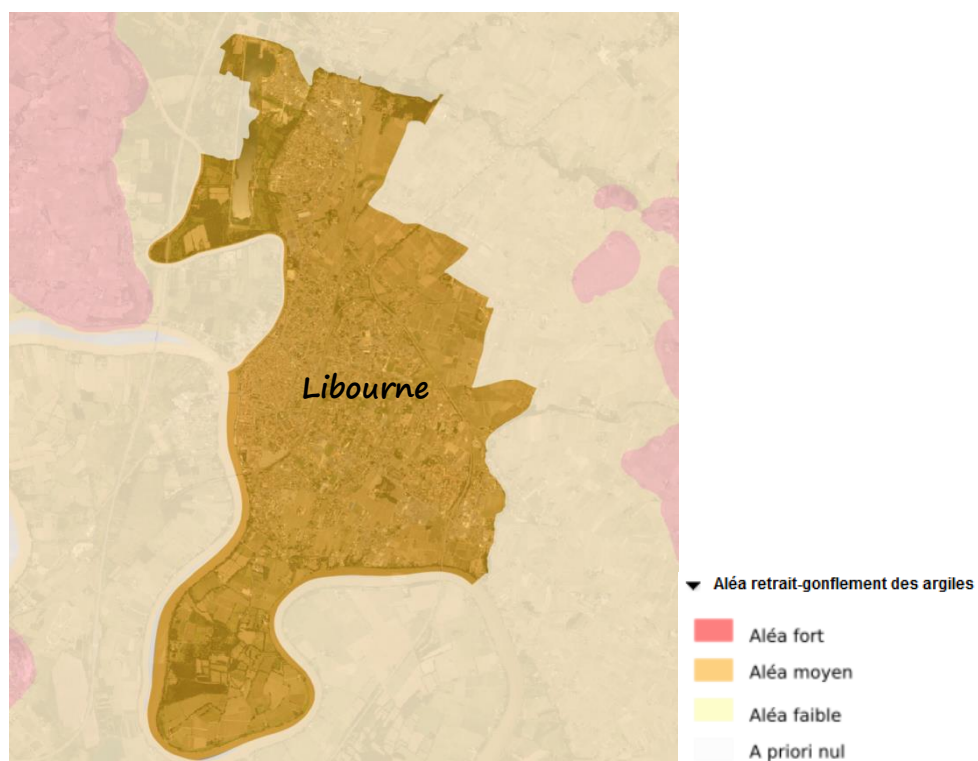 Libourne
Aléa retrait-gonflement des argiles
Aléa fort
Aléa moyen
Aléa faible
A priori nul